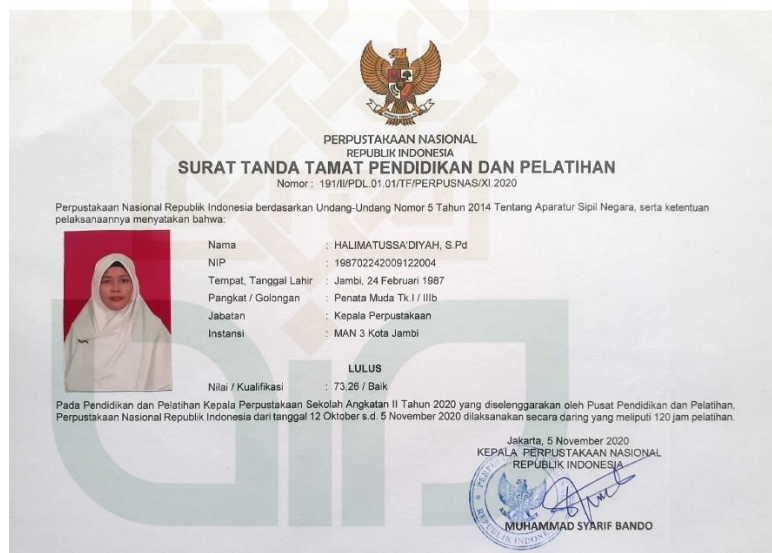 PERPUSTAKAAN NASIONAL
REPUBLIK INDONESIA
SURAT TANDA TAMAT PENDIDIKAN DAN PELATIHAN
Nomor : 191/II/PDL.01.01/TF/PERPUSNAS/XI.2020
Perpustakaan Nasional Republik Indonesia berdasarkan Undang-Undang Nomor 5 Tahun 2014 Tentang Aparatur Sipil Negara, serta ketentuan
pelaksanaannya menyatakan bahwa:
Nama : HALIMATUSSA'DIYAH, S.Pd
NIP : 198702242009122004
Tempat, Tanggal Lahir : Jambi, 24 Februari 1987
Pangkat / Golongan : Penata Muda Tk.I / IIIb
Jabatan : Kepala Perpustakaan
Instansi : MAN 3 Kota Jambi
LULUS
Nilai / Kualifikasi : 73,26 / Baik
Pada Pendidikan dan Pelatihan Kepala Perpustakaan Sekolah Angkatan II Tahun 2020 yang diselenggarakan oleh Pusat Pendidikan dan Pelatihan,
Perpustakaan Nasional Republik Indonesia dari tanggal 12 Oktober s.d. 5 November 2020 dilaksanakan secara daring yang meliputi 120 jam pelatihan.
Jakarta, 5 November 2020
KEPALA PERPUSTAKAAN NASIONAL
REPUBLIK INDONESIA
MUHAMMAD SYARIF BANDO